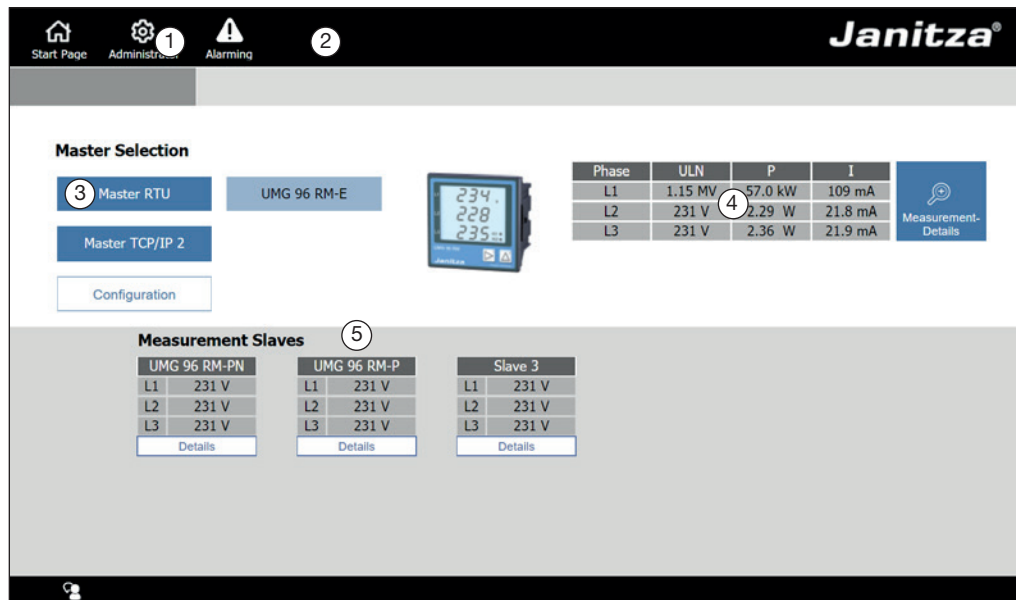 Start Page Administrator Alarming
1
2
Janitza®
Master Selection
3 Master RTU
UMG 96 RM-E
Master TCP/IP 2
Configuration
234.
228
235
Janitza
Phase ULN P I
L1 1.15 MV 57.0 kW 109 mA
L2 231 V 2.29 W 21.8 mA
L3 231 V 2.36 W 21.9 mA
4
Measurement-
Details
Measurement Slaves
5
UMG 96 RM-PN UMG 96 RM-P Slave 3
L1 231 V L1 231 V L1 231 V
L2 231 V L2 231 V L2 231 V
L3 231 V L3 231 V L3 231 V
Details Details Details